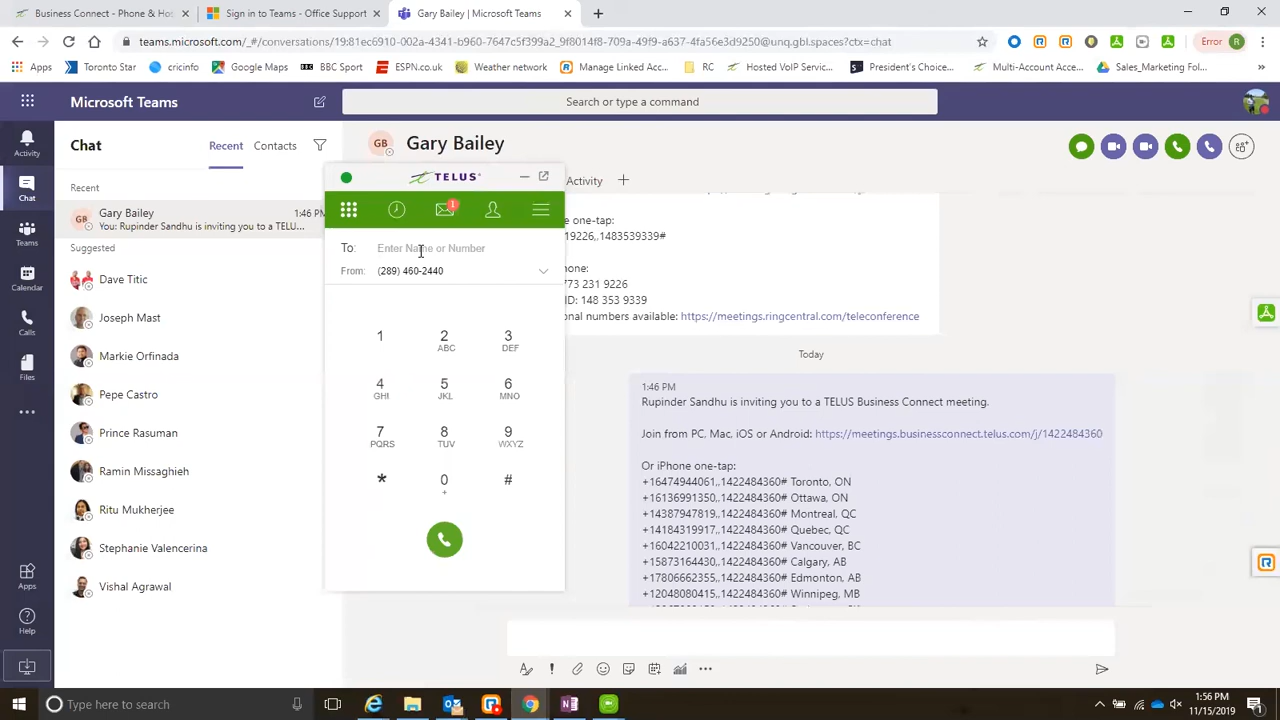 Business Connect - Phone & Hos
Sign in to Teams - Office Support
Gary Bailey | Microsoft Teams
teams.microsoft.com/_#/conversations/19:81ec6910-002a-4341-b960-7647c5f399a2_9f8014f8-709a-49f9-a637-4fa56e3d9250@unq.gbl.spaces?ctx=chat
Error R
Apps Toronto Star cricinfo Google Maps BBC Sport ESPN.co.uk Weather network Manage Linked Acc... RC Hosted VoIP Service... President's Choice... Multi-Account Acce... Sales_Marketing Fol... »
Microsoft Teams
Search or type a command
Activity
Chat
Teams
Calendar
Calls
Files
Apps
Help
Chat Recent Contacts
Recent
Gary Bailey 1:46 PM
GB You: Rupinder Sandhu is inviting you to a TELU...
Suggested
Dave Titic
Joseph Mast
Markie Orfinada
Pepe Castro
Prince Rasuman
Ramin Missaghieh
Ritu Mukherjee
Stephanie Valencerina
Vishal Agrawal
GB Gary Bailey
Activity +
TELUS
1
To: Enter Name or Number
From: (289) 460-2440
1 2 3
ABC DEF
4 5 6
GHI JKL MNO
7 8 9
PQRS TUV WXYZ
* 0 #
+
ne one-tap:
19226,,1483539339#
phone:
773 231 9226
ID: 148 353 9339
onal numbers available: https://meetings.ringcentral.com/teleconference
Today
1:46 PM
Rupinder Sandhu is inviting you to a TELUS Business Connect meeting.
Join from PC, Mac, iOS or Android: https://meetings.businessconnect.telus.com/j/1422484360
Or iPhone one-tap:
+16474944061,,1422484360# Toronto, ON
+16136991350,,1422484360# Ottawa, ON
+14387947819,,1422484360# Montreal, QC
+14184319917,,1422484360# Quebec, QC
+16042210031,,1422484360# Vancouver, BC
+15873164430,,1422484360# Calgary, AB
+17806662355,,1422484360# Edmonton, AB
+12048080415,,1422484360# Winnipeg, MB
Type here to search
1:56 PM
11/15/2019